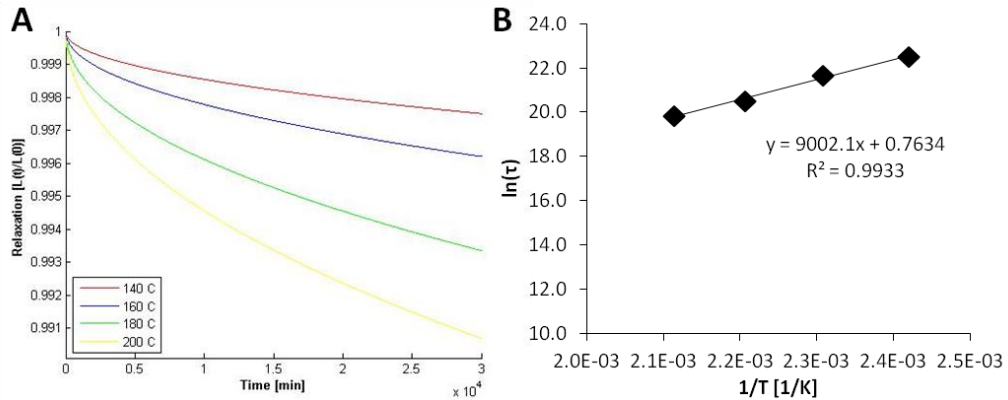 A
1
0.999
0.998
0.997
0.996
0.995
0.994
0.993
0.992
0.991
Relaxation [L(t)/L(0)]
140 C
160 C
180 C
200 C
0 0.5 1 1.5 2 2.5 3
x 10⁴
Time [min]
B
24.0
22.0
20.0
18.0
16.0
14.0
12.0
10.0
ln(τ)
y = 9002.1x + 0.7634
R² = 0.9933
2.0E-03 2.1E-03 2.2E-03 2.3E-03 2.4E-03 2.5E-03
1/T [1/K]